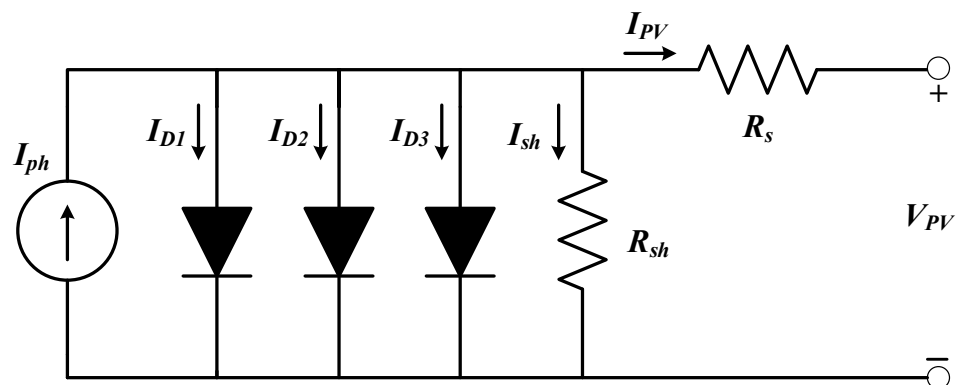 I_PV
+
R_s
I_D1
I_D2
I_D3
I_sh
I_ph
R_sh
V_PV
−